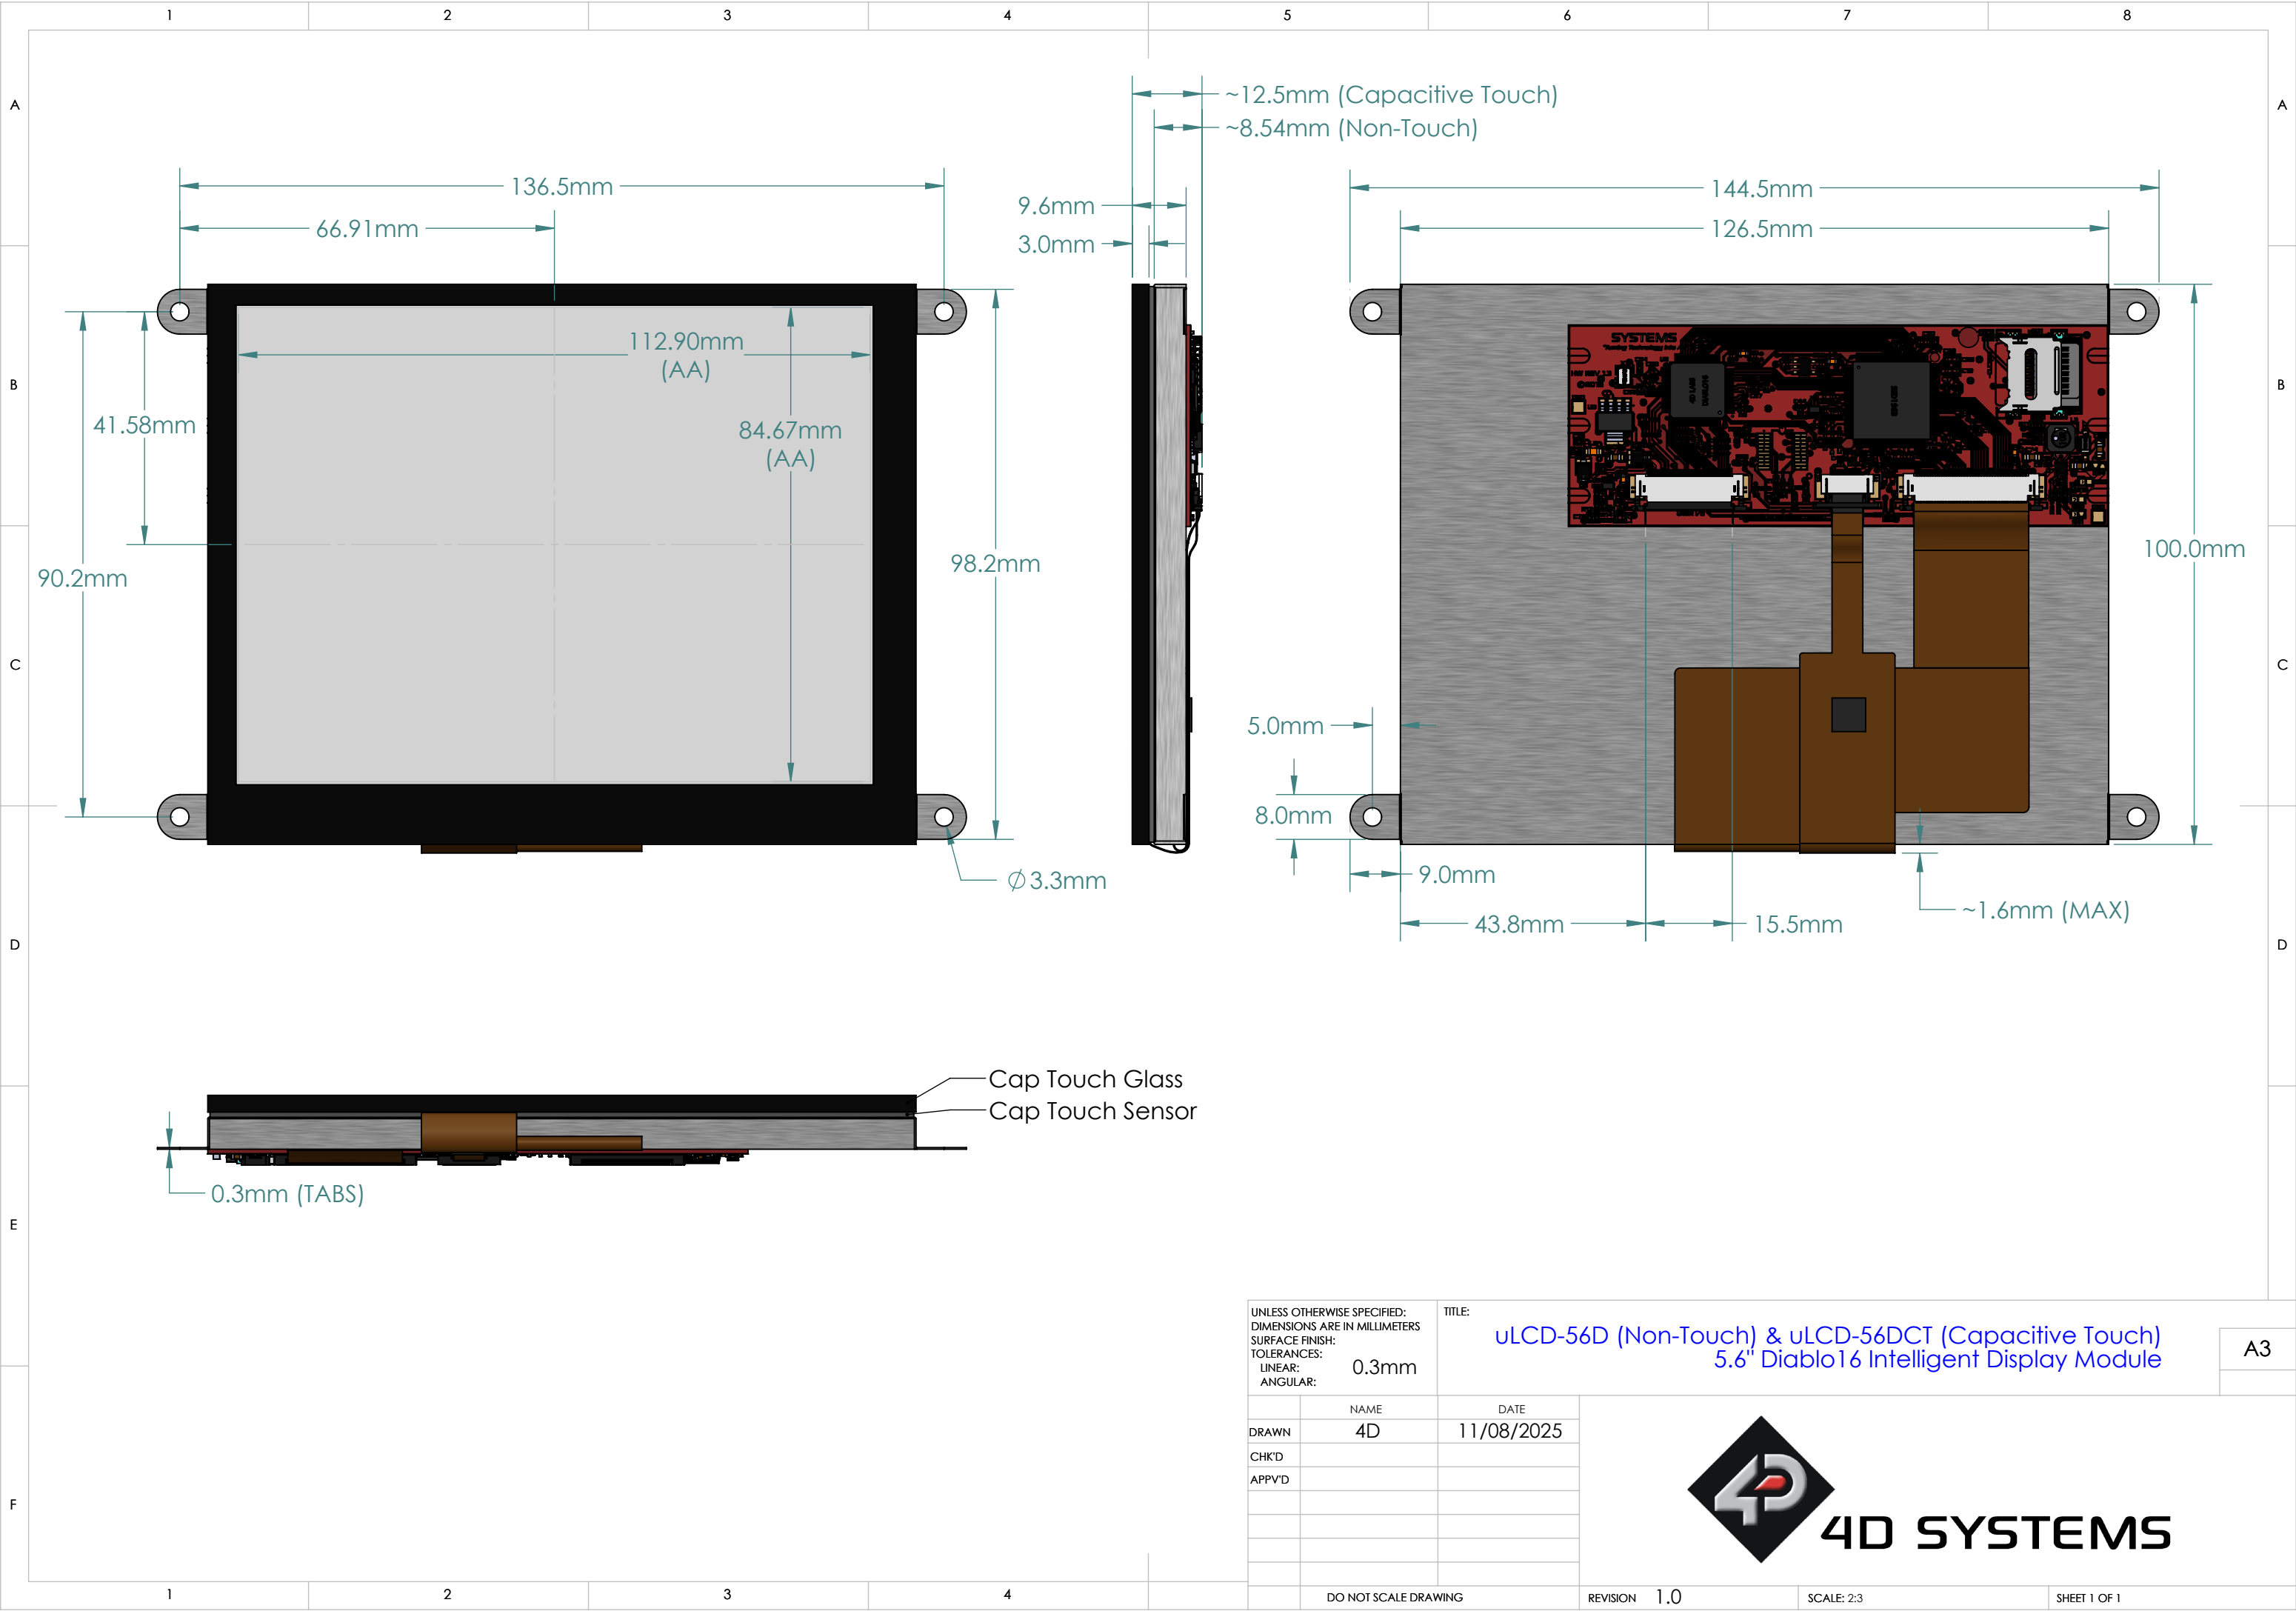 1 2 3 4 5 6 7 8
A A
~12.5mm (Capacitive Touch)
~8.54mm (Non-Touch)
136.5mm
144.5mm
9.6mm
66.91mm
126.5mm
3.0mm
SYSTEMS
112.90mm
(AA)
B B
41.58mm
84.67mm
(AA)
90.2mm
98.2mm
100.0mm
C C
5.0mm
8.0mm
9.0mm
Ø3.3mm
43.8mm
15.5mm
~1.6mm (MAX)
D D
Cap Touch Glass
Cap Touch Sensor
0.3mm (TABS)
E
F
UNLESS OTHERWISE SPECIFIED:
DIMENSIONS ARE IN MILLIMETERS
SURFACE FINISH:
TOLERANCES:
LINEAR: 0.3mm
ANGULAR:
TITLE:
uLCD-56D (Non-Touch) & uLCD-56DCT (Capacitive Touch)
5.6" Diablo16 Intelligent Display Module
A3
NAME DATE
DRAWN 4D 11/08/2025
CHK'D
APPV'D
4D SYSTEMS
DO NOT SCALE DRAWING
REVISION 1.0
SCALE: 2:3
SHEET 1 OF 1
1 2 3 4